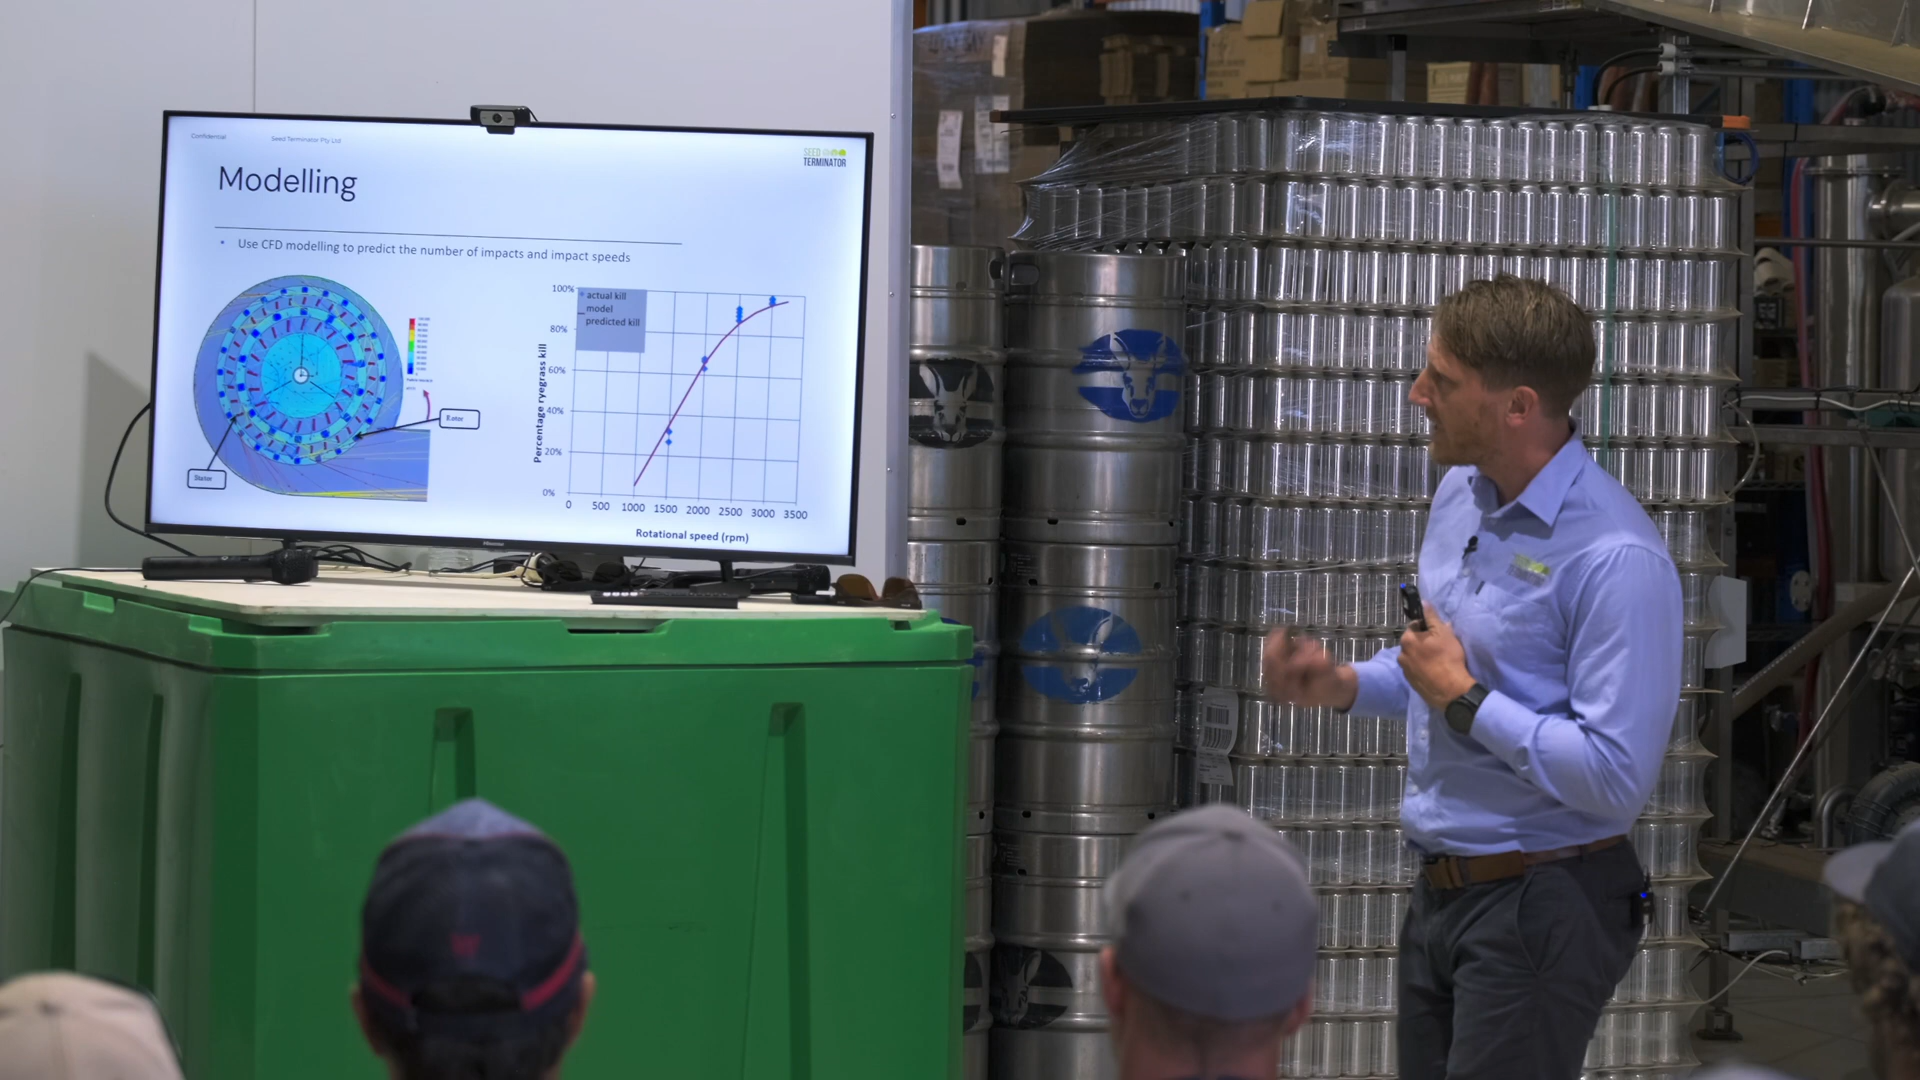 Confidential
Seed Terminator Pty Ltd
SEED
TERMINATOR
Modelling
• Use CFD modelling to predict the number of impacts and impact speeds
Rotor
Stator
100%
80%
60%
40%
20%
0%
Percentage ryegrass kill
actual kill
model
predicted kill
0 500 1000 1500 2000 2500 3000 3500
Rotational speed (rpm)
Hisense